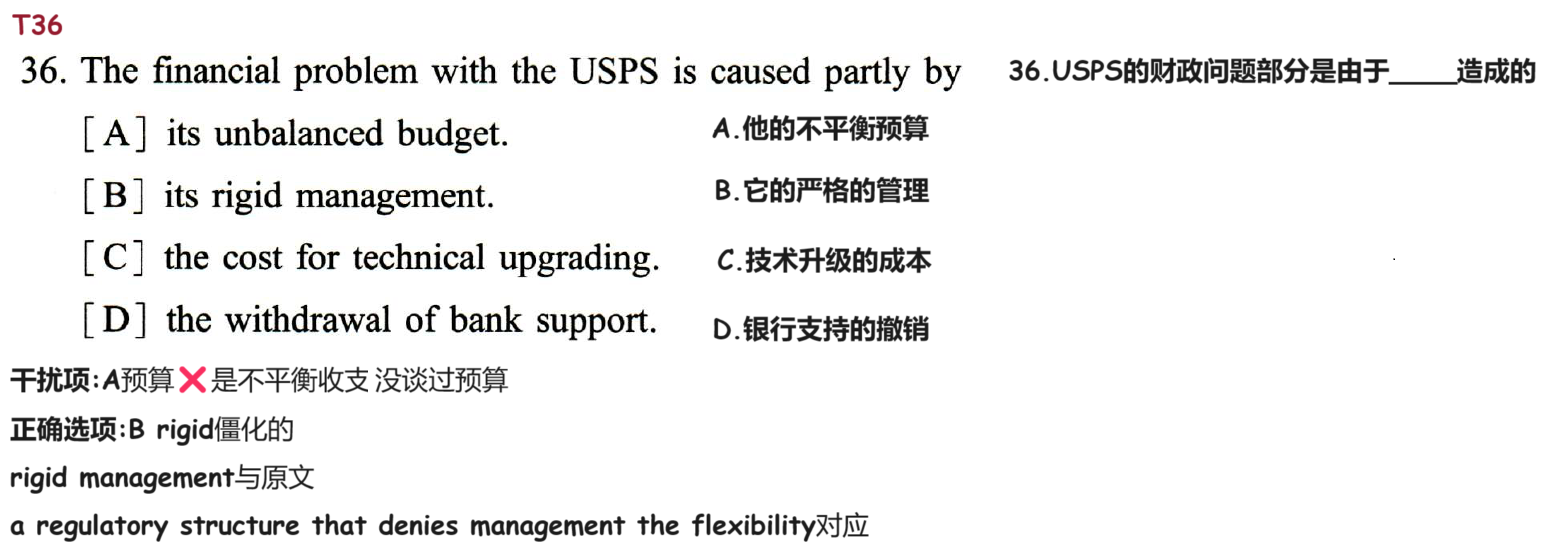 T36
36. The financial problem with the USPS is caused partly by
36.USPS的财政问题部分是由于_____造成的
[A] its unbalanced budget.
A.他的不平衡预算
[B] its rigid management.
B.它的严格的管理
[C] the cost for technical upgrading.
C.技术升级的成本
[D] the withdrawal of bank support.
D.银行支持的撤销
干扰项:A预算❌是不平衡收支 没谈过预算
正确选项:B rigid僵化的
rigid management与原文
a regulatory structure that denies management the flexibility对应